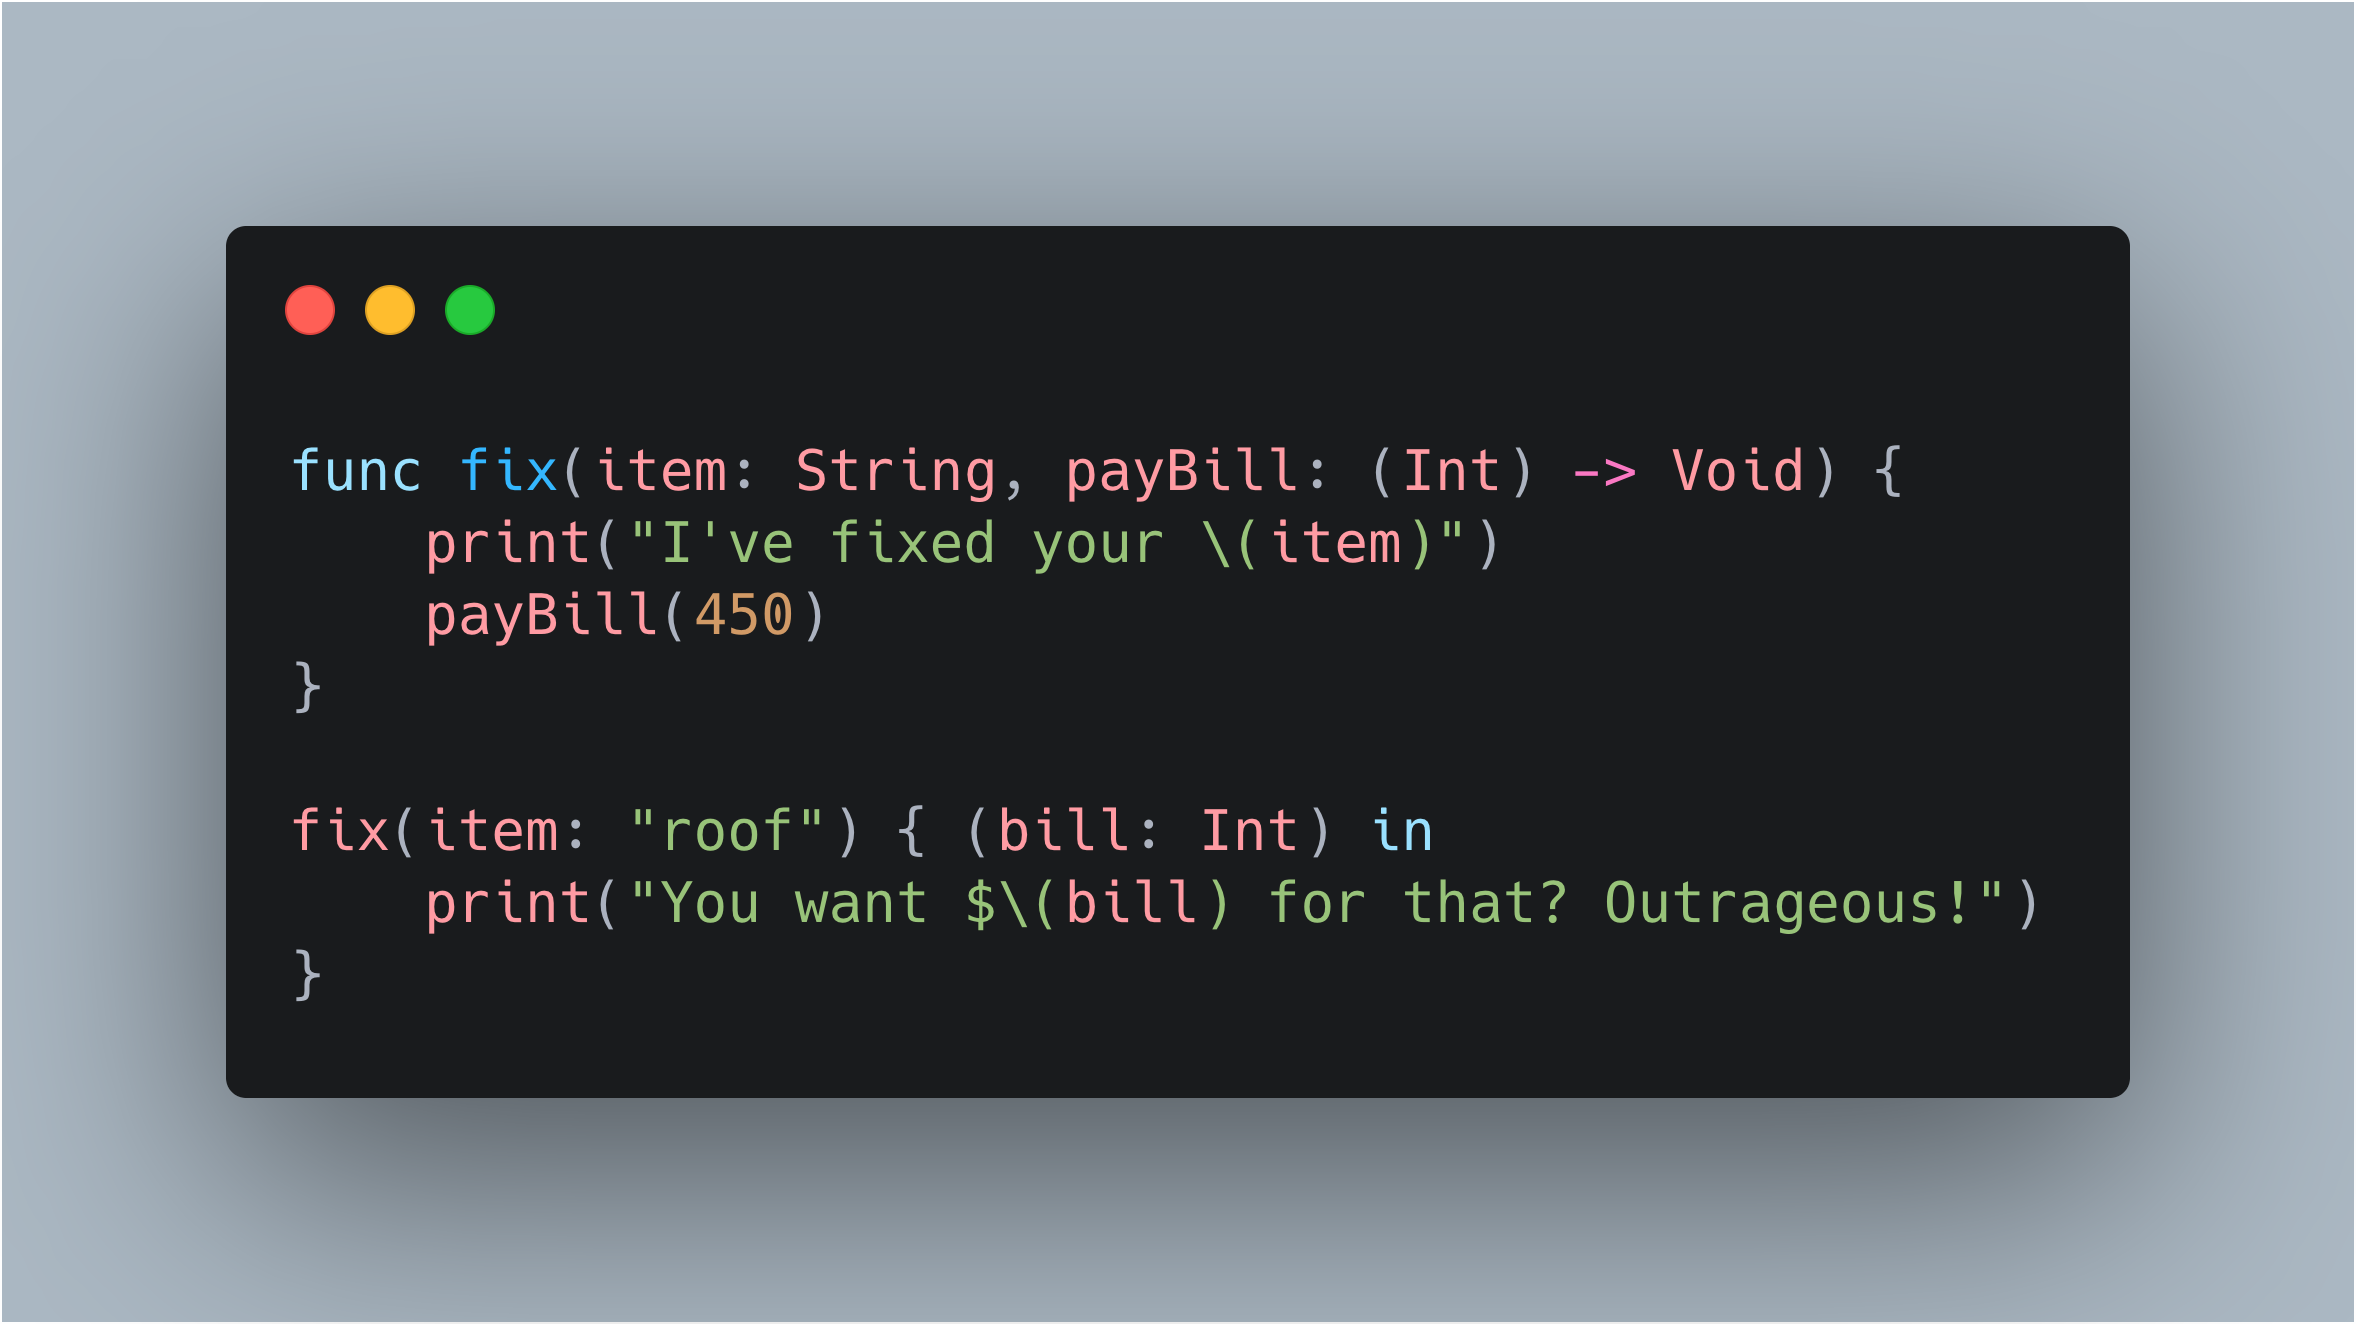 func fix(item: String, payBill: (Int) -> Void) {
    print("I've fixed your \(item)")
    payBill(450)
}

fix(item: "roof") { (bill: Int) in
    print("You want $\(bill) for that? Outrageous!")
}